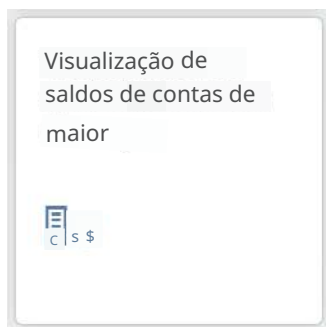 Visualização de
saldos de contas de
maior
C s $